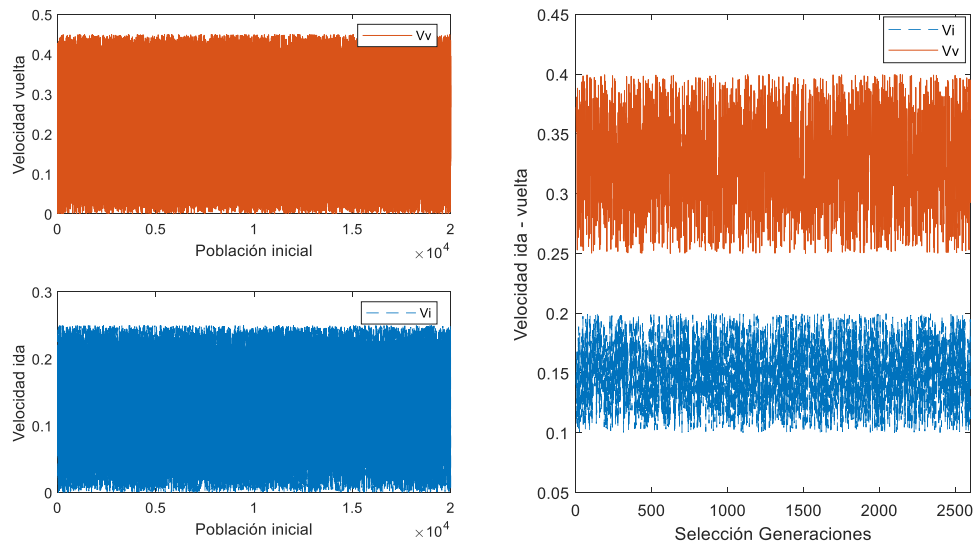 0.5
0.4
0.3
0.2
0.1
0
Velocidad vuelta
Vv
0 0.5 1 1.5 2
Población inicial
×10^4
0.3
0.2
0.1
0
Velocidad ida
Vi
0 0.5 1 1.5 2
Población inicial
×10^4
0.45
0.4
0.35
0.3
0.25
0.2
0.15
0.1
0.05
Velocidad ida - vuelta
Vi
Vv
0 500 1000 1500 2000 2500
Selección Generaciones